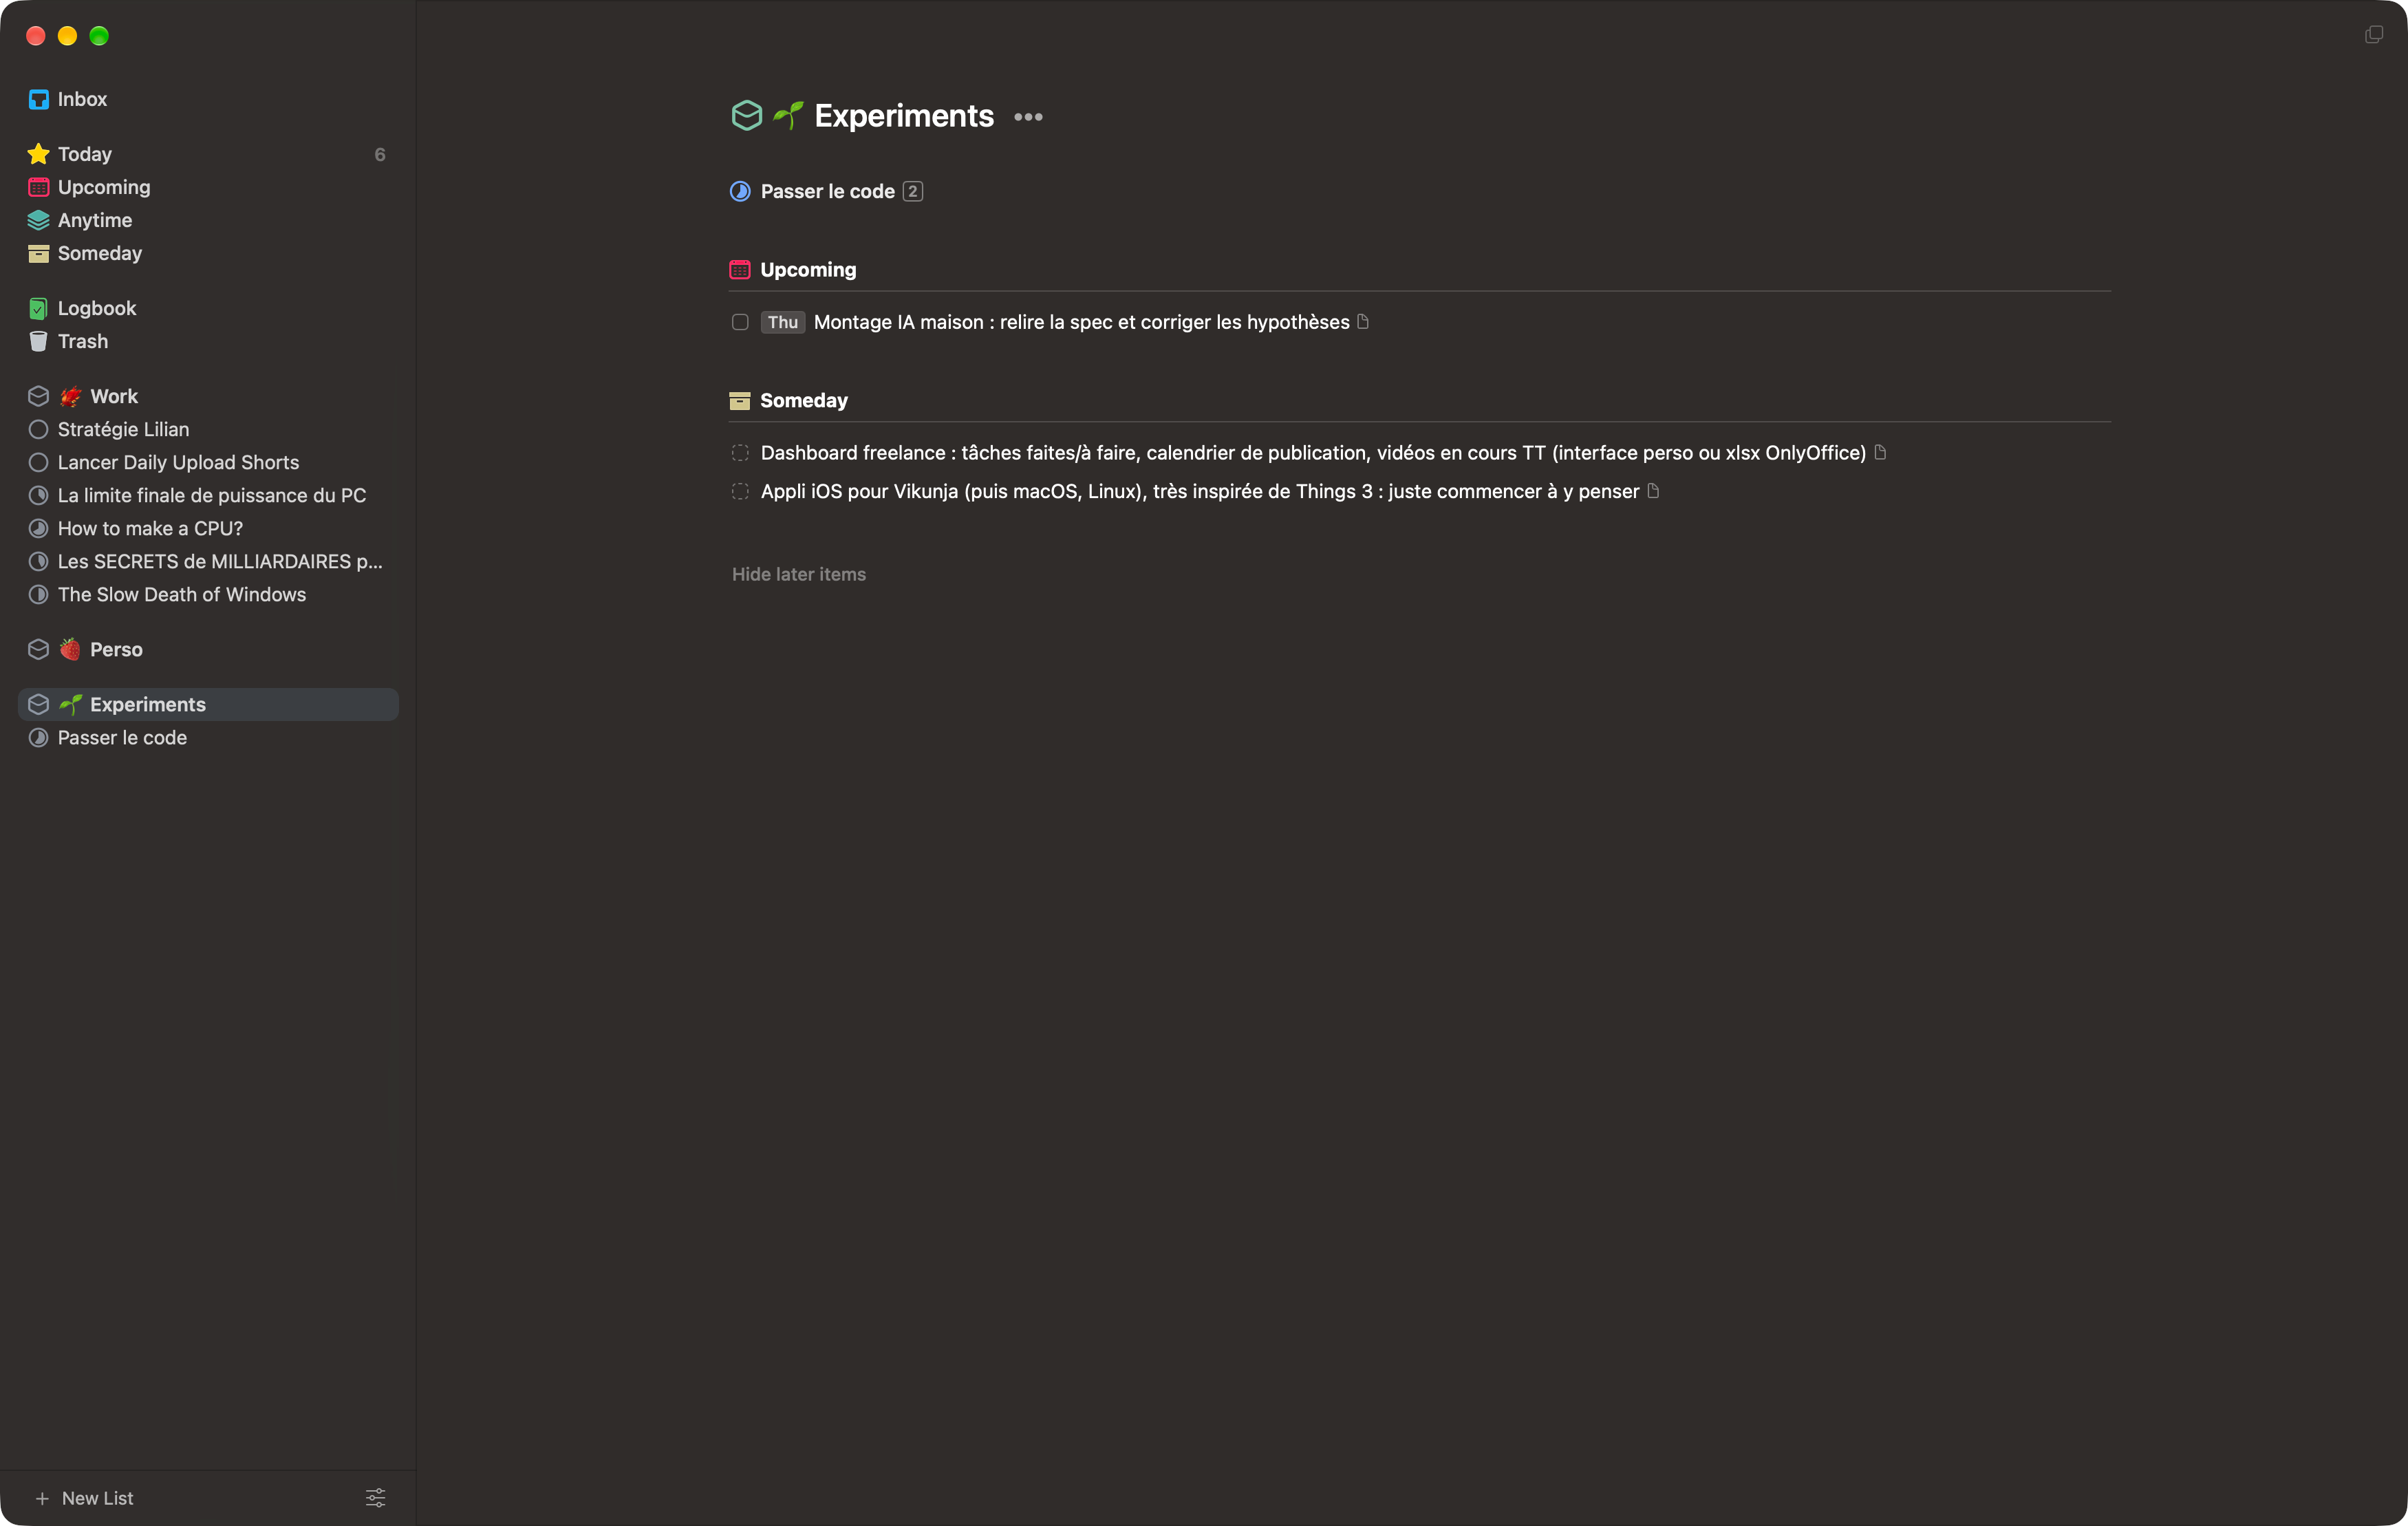 Inbox
Today 6
Upcoming
Anytime
Someday
Logbook
Trash
Work
Stratégie Lilian
Lancer Daily Upload Shorts
La limite finale de puissance du PC
How to make a CPU?
Les SECRETS de MILLIARDAIRES p...
The Slow Death of Windows
Perso
Experiments
Passer le code
New List
Experiments
Passer le code 2
Upcoming
Thu Montage IA maison : relire la spec et corriger les hypothèses
Someday
Dashboard freelance : tâches faites/à faire, calendrier de publication, vidéos en cours TT (interface perso ou xlsx OnlyOffice)
Appli iOS pour Vikunja (puis macOS, Linux), très inspirée de Things 3 : juste commencer à y penser
Hide later items